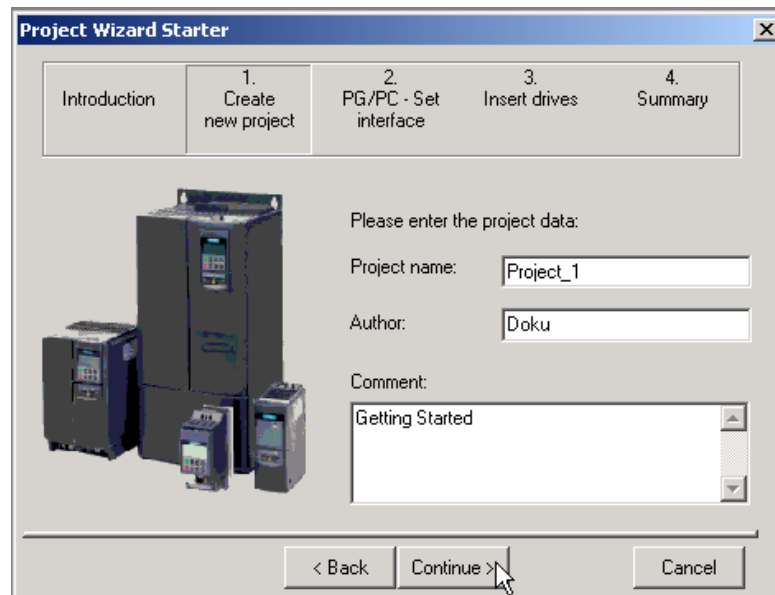 Project Wizard Starter
Introduction
1.
Create
new project
2.
PG/PC - Set
interface
3.
Insert drives
4.
Summary
Please enter the project data:
Project name:
Project_1
Author:
Doku
Comment:
Getting Started
< Back
Continue >
Cancel